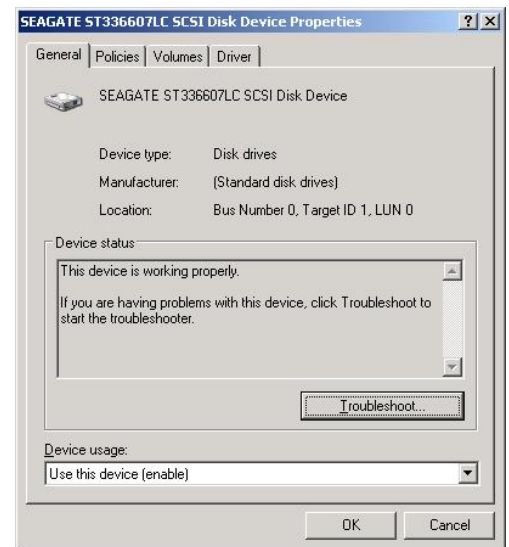 SEAGATE ST336607LC SCSI Disk Device Properties
General Policies Volumes Driver
SEAGATE ST336607LC SCSI Disk Device
Device type: Disk drives
Manufacturer: (Standard disk drives)
Location: Bus Number 0, Target ID 1, LUN 0
Device status
This device is working properly.
If you are having problems with this device, click Troubleshoot to
start the troubleshooter.
Troubleshoot...
Device usage:
Use this device (enable)
OK Cancel